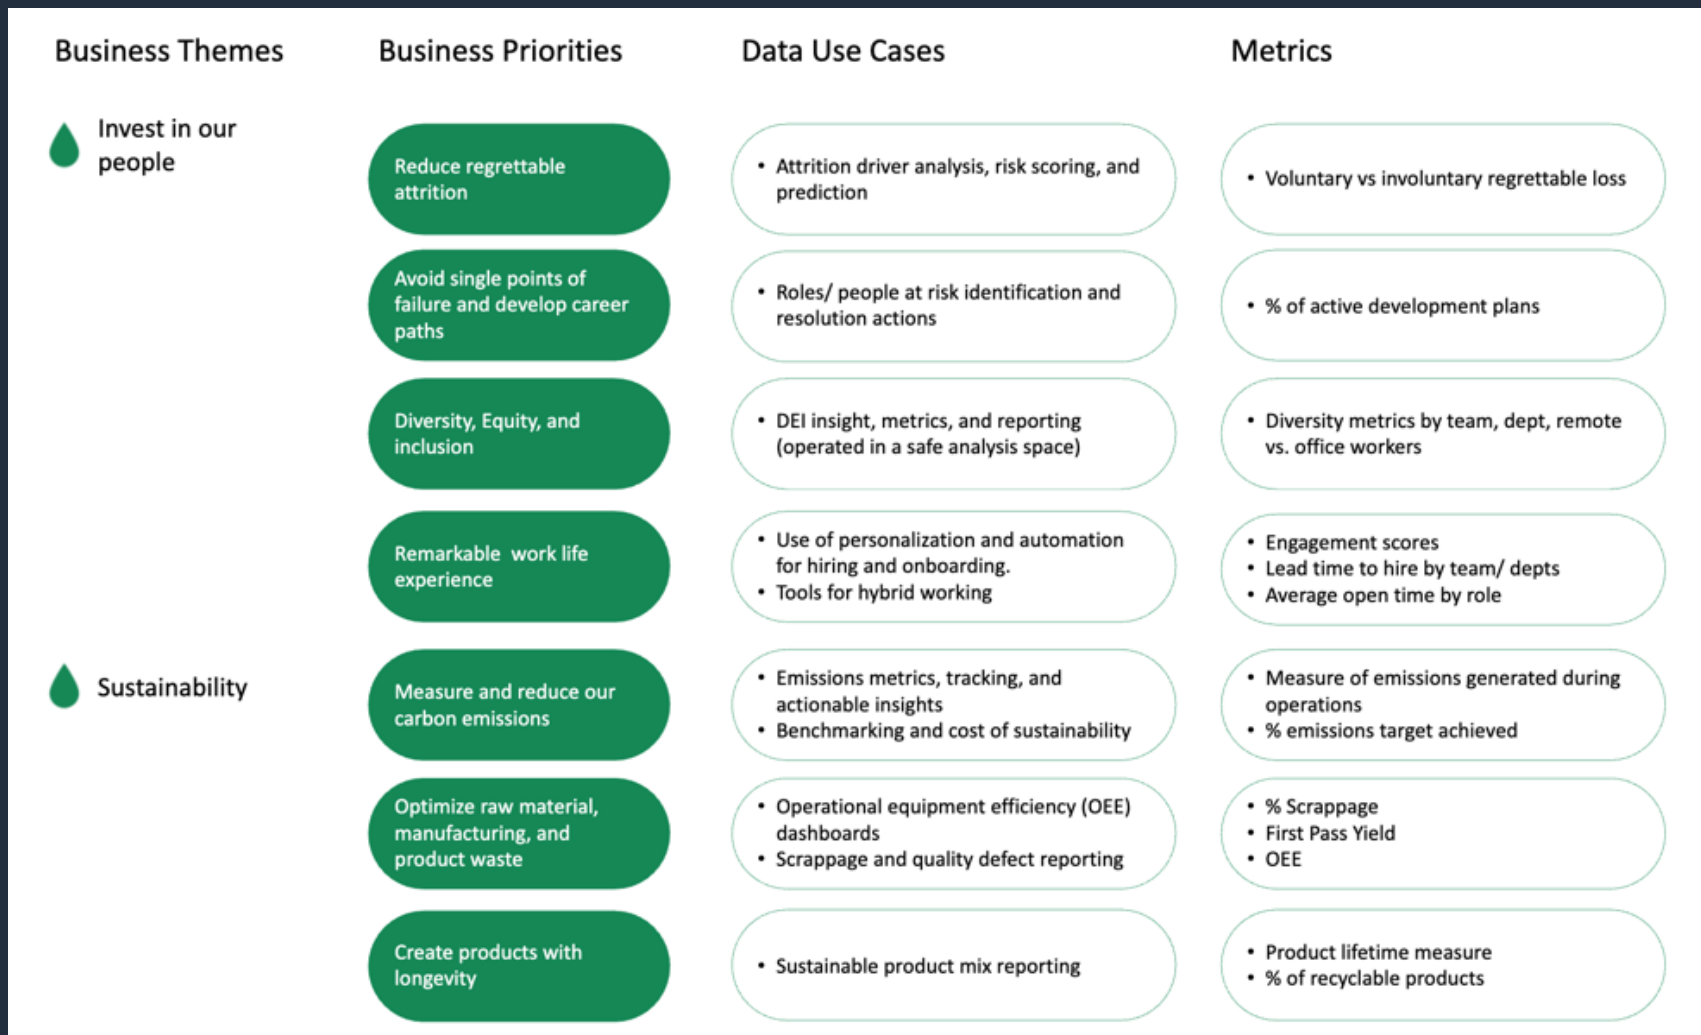 Business Themes
Business Priorities
Data Use Cases
Metrics
Invest in our
people
Reduce regrettable
attrition
• Attrition driver analysis, risk scoring, and
prediction
• Voluntary vs involuntary regrettable loss
Avoid single points of
failure and develop career
paths
• Roles/ people at risk identification and
resolution actions
• % of active development plans
Diversity, Equity, and
inclusion
• DEI insight, metrics, and reporting
(operated in a safe analysis space)
• Diversity metrics by team, dept, remote
vs. office workers
Remarkable work life
experience
• Use of personalization and automation
for hiring and onboarding.
• Tools for hybrid working
• Engagement scores
• Lead time to hire by team/ depts
• Average open time by role
Sustainability
Measure and reduce our
carbon emissions
• Emissions metrics, tracking, and
actionable insights
• Benchmarking and cost of sustainability
• Measure of emissions generated during
operations
• % emissions target achieved
Optimize raw material,
manufacturing, and
product waste
• Operational equipment efficiency (OEE)
dashboards
• Scrappage and quality defect reporting
• % Scrappage
• First Pass Yield
• OEE
Create products with
longevity
• Sustainable product mix reporting
• Product lifetime measure
• % of recyclable products